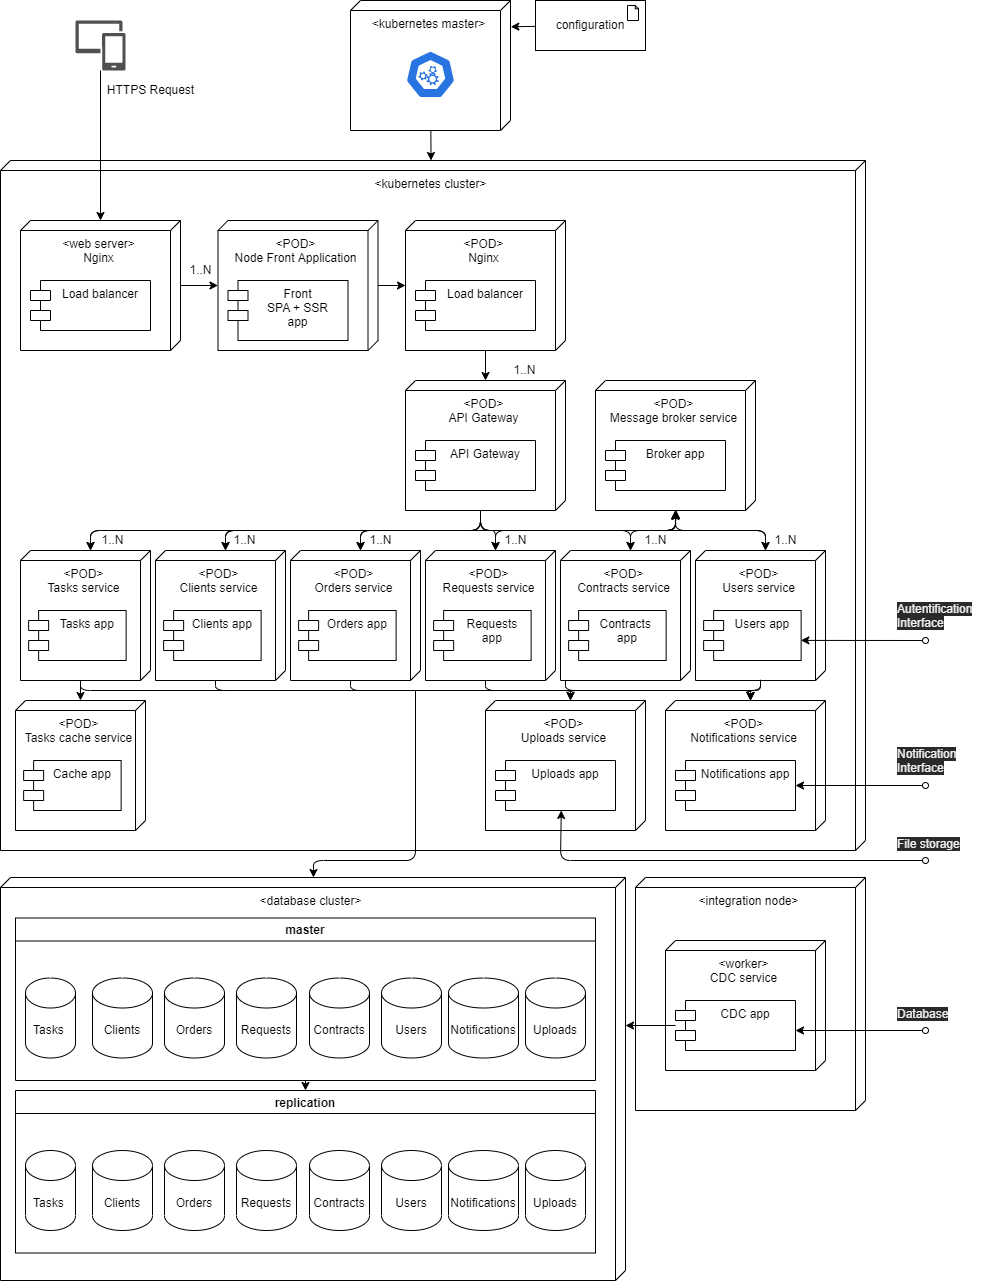 <kubernetes master>
configuration
HTTPS Request
<kubernetes cluster>
<web server>
Nginx
Load balancer
1..N
<POD>
Node Front Application
Front
SPA + SSR
app
<POD>
Nginx
Load balancer
1..N
<POD>
API Gateway
API Gateway
<POD>
Message broker service
Broker app
1..N
1..N
1..N
1..N
1..N
1..N
<POD>
Tasks service
Tasks app
<POD>
Clients service
Clients app
<POD>
Orders service
Orders app
<POD>
Requests service
Requests
app
<POD>
Contracts service
Contracts
app
<POD>
Users service
Users app
Autentification
Interface
<POD>
Tasks cache service
Cache app
<POD>
Uploads service
Uploads app
<POD>
Notifications service
Notifications app
Notification
Interface
File storage
<database cluster>
master
Tasks
Clients
Orders
Requests
Contracts
Users
Notifications
Uploads
replication
Tasks
Clients
Orders
Requests
Contracts
Users
Notifications
Uploads
<integration node>
<worker>
CDC service
CDC app
Database